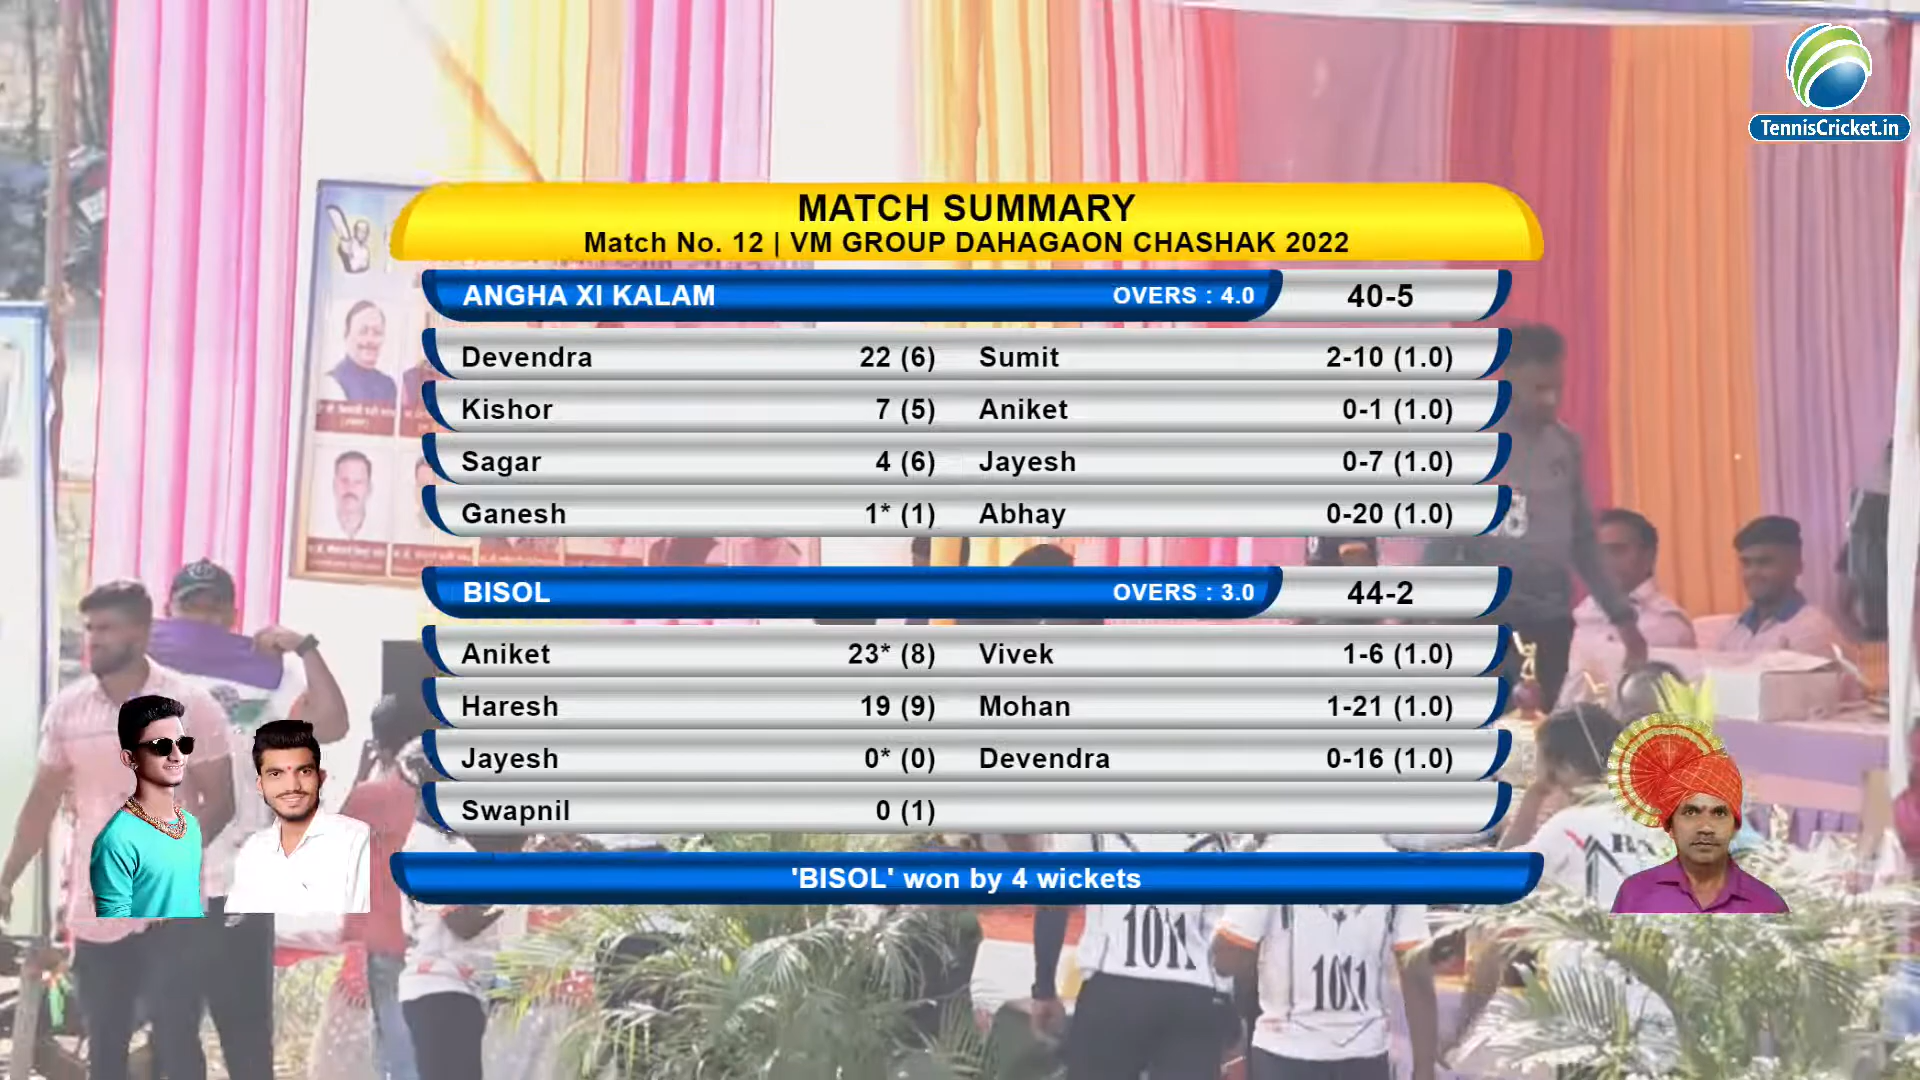 TennisCricket.in
MATCH SUMMARY
Match No. 12 | VM GROUP DAHAGAON CHASHAK 2022
ANGHA XI KALAM OVERS : 4.0 40-5
Devendra 22 (6) Sumit 2-10 (1.0)
Kishor 7 (5) Aniket 0-1 (1.0)
Sagar 4 (6) Jayesh 0-7 (1.0)
Ganesh 1* (1) Abhay 0-20 (1.0)
BISOL OVERS : 3.0 44-2
Aniket 23* (8) Vivek 1-6 (1.0)
Haresh 19 (9) Mohan 1-21 (1.0)
Jayesh 0* (0) Devendra 0-16 (1.0)
Swapnil 0 (1)
'BISOL' won by 4 wickets
1011 1011